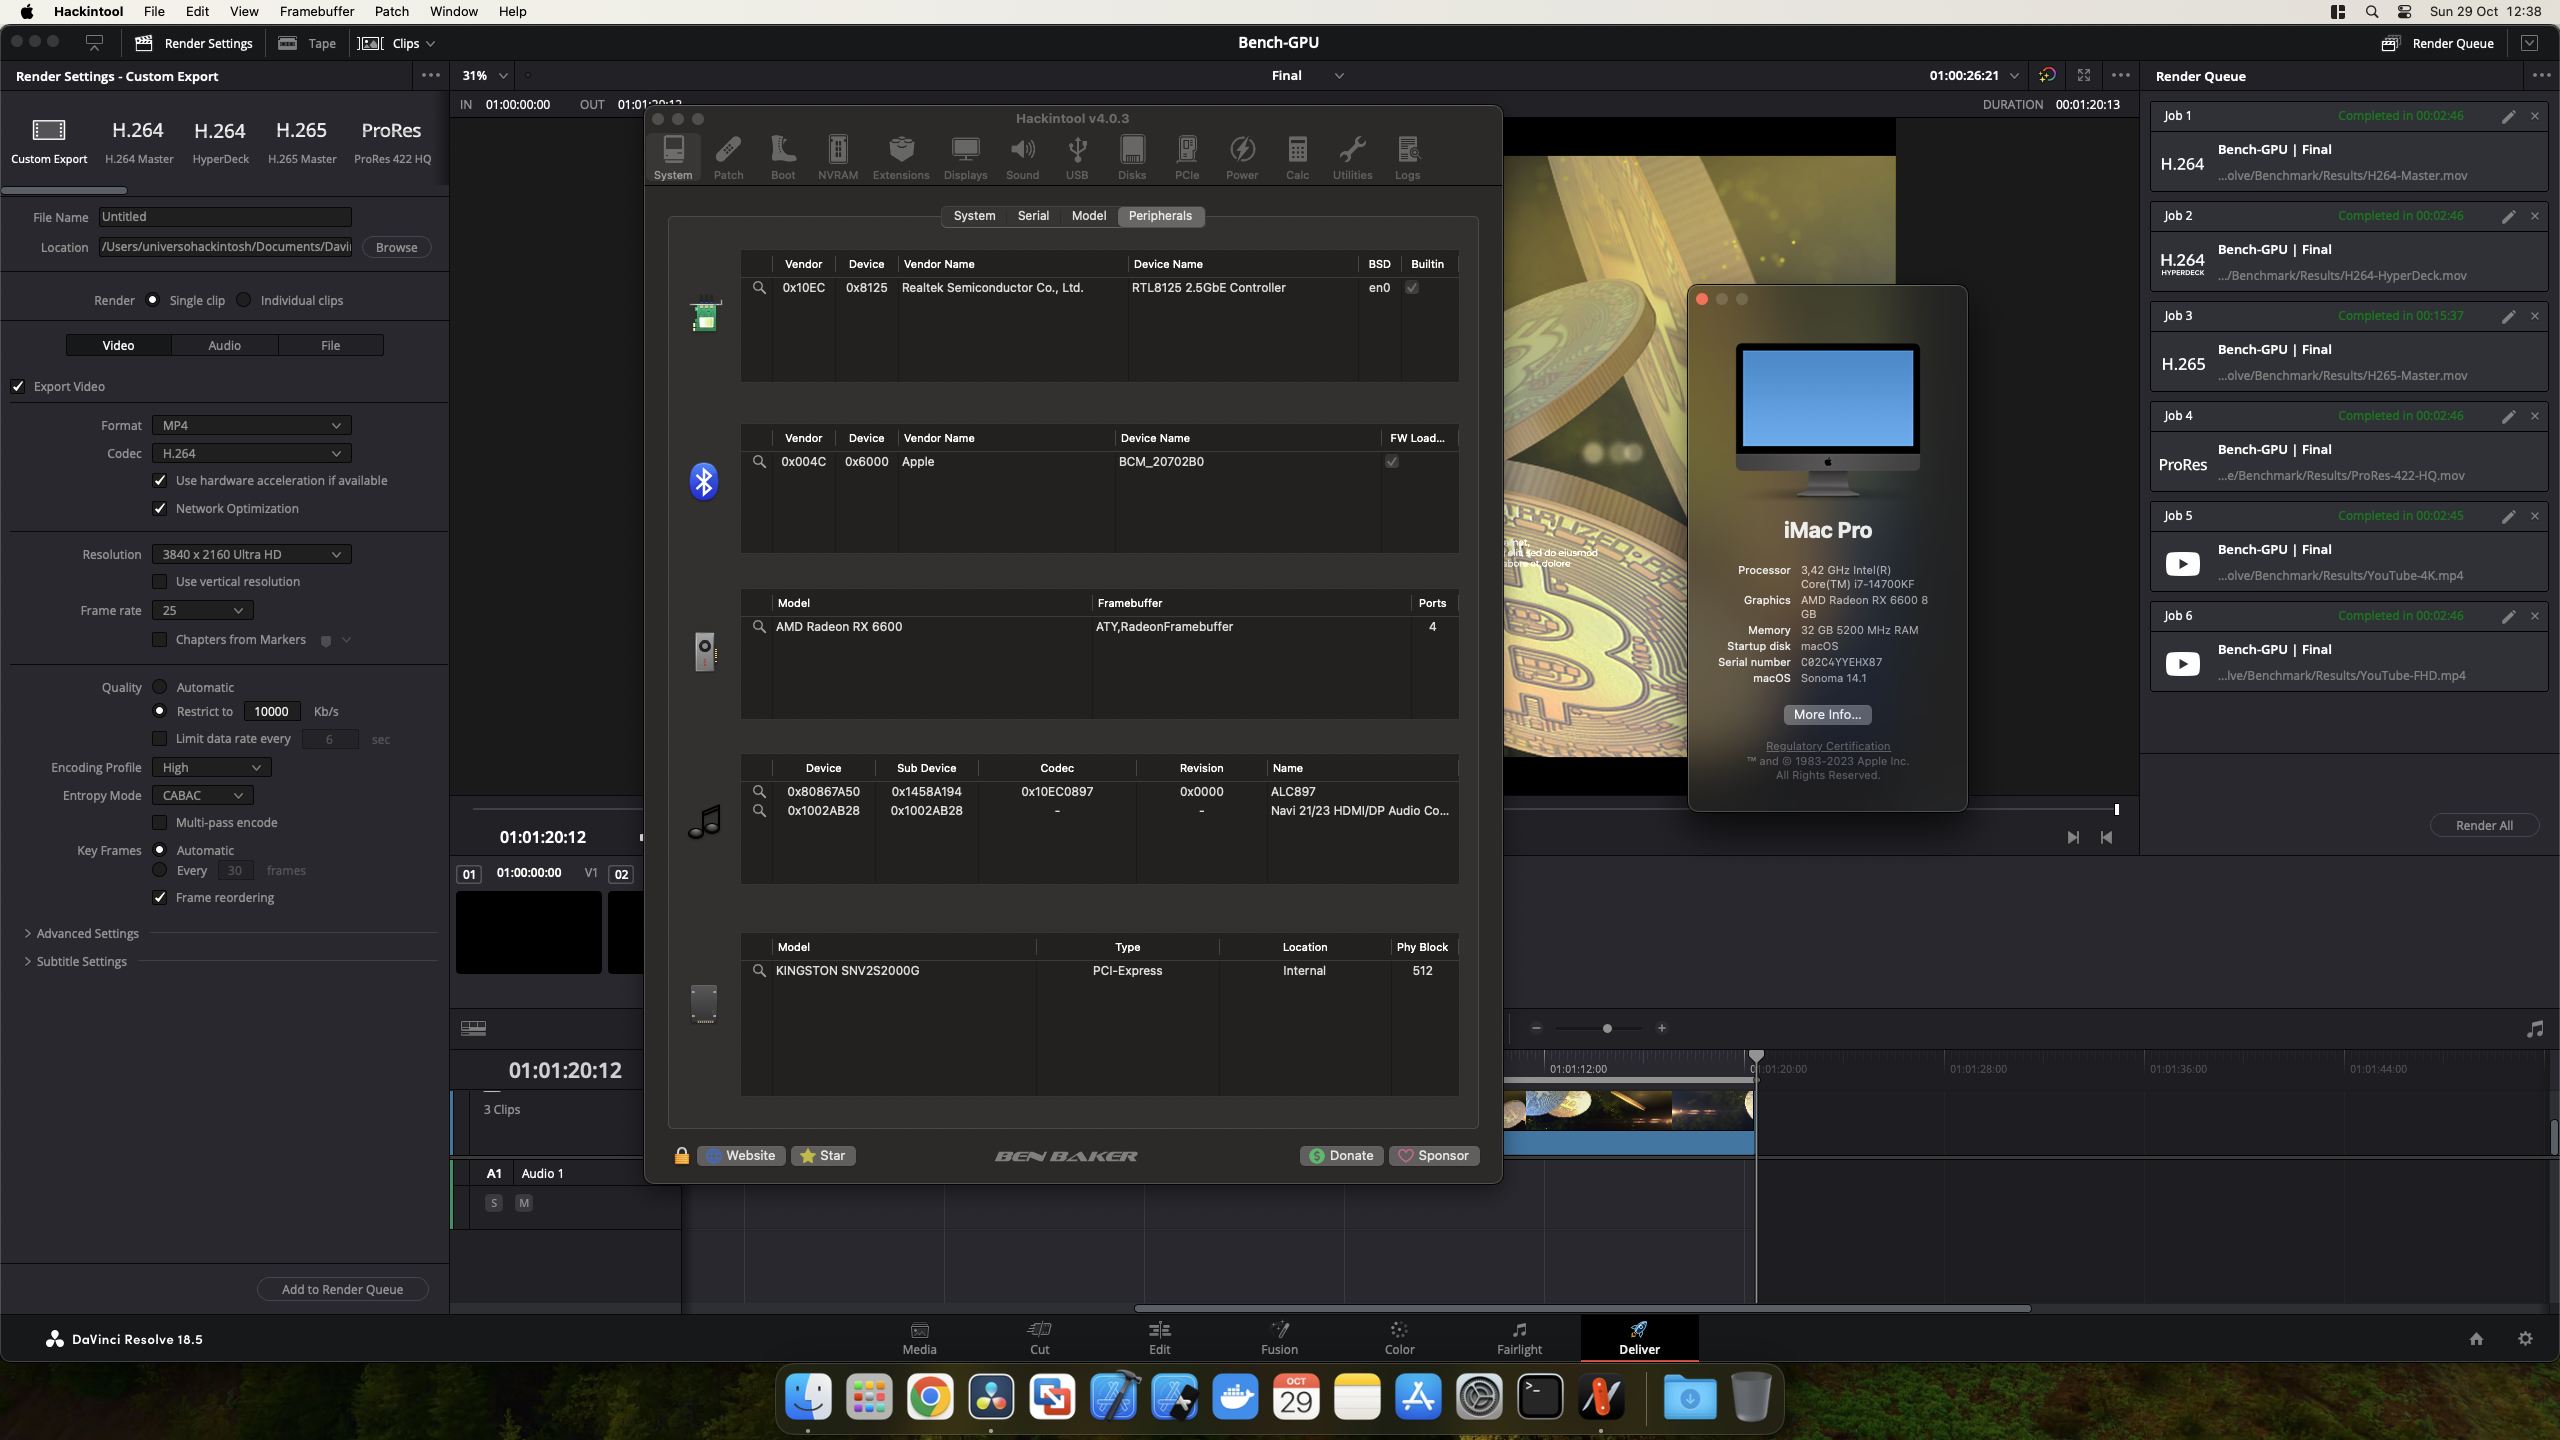 Hackintool File Edit View Framebuffer Patch Window Help
Sun 29 Oct 12:38
Render Settings Tape Clips
Bench-GPU
Render Queue
Render Settings - Custom Export
31%
Final
01:00:26:21
Render Queue
IN 01:00:00:00 OUT
DURATION 00:01:20:13
Custom Export
H.264
H.264 Master
H.264
HyperDeck
H.265
H.265 Master
ProRes
ProRes 422 HQ
File Name Untitled
Location /Users/universohackintosh/Documents/Davi Browse
Render Single clip Individual clips
Video Audio File
Export Video
Format MP4
Codec H.264
Use hardware acceleration if available
Network Optimization
Resolution 3840 x 2160 Ultra HD
Use vertical resolution
Frame rate 25
Chapters from Markers
Quality Automatic
Restrict to 10000 Kb/s
Limit data rate every 6 sec
Encoding Profile High
Entropy Mode CABAC
Multi-pass encode
Key Frames Automatic
Every 30 frames
Frame reordering
Advanced Settings
Subtitle Settings
Add to Render Queue
Hackintool v4.0.3
System Patch Boot NVRAM Extensions Displays Sound USB Disks PCIe Power Calc Utilities Logs
System Serial Model Peripherals
Vendor Device Vendor Name Device Name BSD Builtin
0x10EC 0x8125 Realtek Semiconductor Co., Ltd. RTL8125 2.5GbE Controller en0
Vendor Device Vendor Name Device Name FW Load...
0x004C 0x6000 Apple BCM_20702B0
Model Framebuffer Ports
AMD Radeon RX 6600 ATY,RadeonFramebuffer 4
Device Sub Device Codec Revision Name
0x80867A50 0x1458A194 0x10EC0897 0x0000 ALC897
0x1002AB28 0x1002AB28 - - Navi 21/23 HDMI/DP Audio Co...
Model Type Location Phy Block
KINGSTON SNV2S2000G PCI-Express Internal 512
Website Star
BEN BAKER
Donate Sponsor
elit, sed do eiusmod
abore et dolore
iMac Pro
Processor 3,42 GHz Intel(R)
Core(TM) i7-14700KF
Graphics AMD Radeon RX 6600 8
GB
Memory 32 GB 5200 MHz RAM
Startup disk macOS
Serial number C02C4YYEHX87
macOS Sonoma 14.1
More Info...
Regulatory Certification
™ and © 1983-2023 Apple Inc.
All Rights Reserved.
Job 1 Completed in 00:02:46
H.264
Bench-GPU | Final
...olve/Benchmark/Results/H264-Master.mov
Job 2 Completed in 00:02:46
H.264
HYPERDECK
Bench-GPU | Final
.../Benchmark/Results/H264-HyperDeck.mov
Job 3 Completed in 00:15:37
H.265
Bench-GPU | Final
...olve/Benchmark/Results/H265-Master.mov
Job 4 Completed in 00:02:46
ProRes
Bench-GPU | Final
...e/Benchmark/Results/ProRes-422-HQ.mov
Job 5 Completed in 00:02:45
Bench-GPU | Final
...olve/Benchmark/Results/YouTube-4K.mp4
Job 6 Completed in 00:02:46
Bench-GPU | Final
...lve/Benchmark/Results/YouTube-FHD.mp4
Render All
01:01:20:12
01 01:00:00:00 V1 02
01:01:20:12
01:01:12:00 01:01:20:00 01:01:28:00 01:01:36:00 01:01:44:00
3 Clips
A1 Audio 1
S M
DaVinci Resolve 18.5
Media Cut Edit Fusion Color Fairlight Deliver
OCT
29